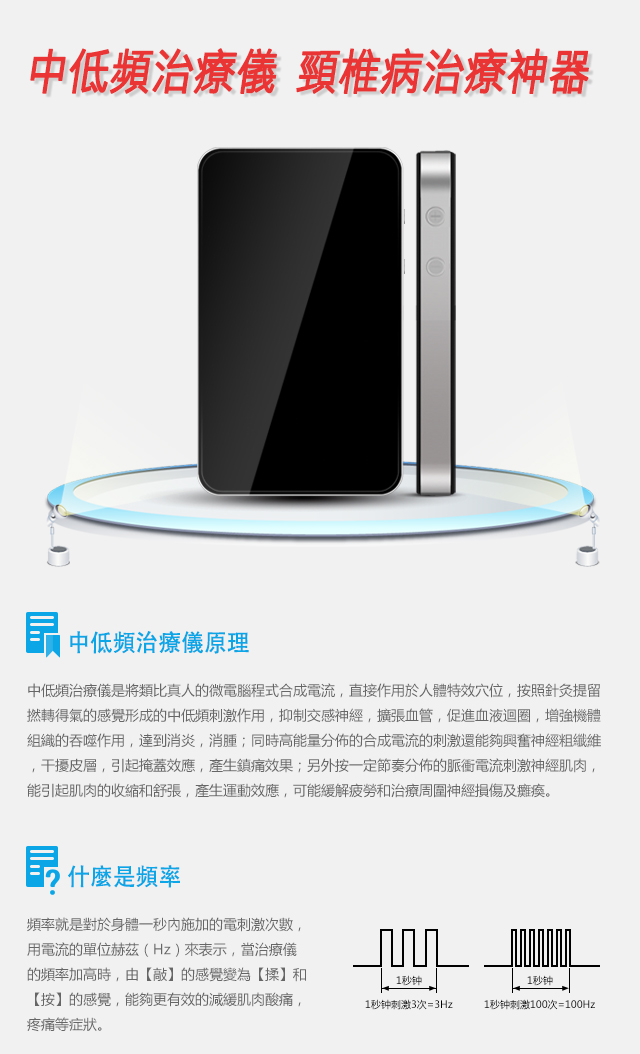 中低頻治療儀 頸椎病治療神器
中低頻治療儀原理
中低頻治療儀是將類比真人的微電腦程式合成電流，直接作用於人體特效穴位，按照針灸提留
撚轉得氣的感覺形成的中低頻刺激作用，抑制交感神經，擴張血管，促進血液迴圈，增強機體
組織的吞噬作用，達到消炎，消腫；同時高能量分佈的合成電流的刺激還能夠興奮神經粗纖維
，干擾皮層，引起掩蓋效應，產生鎮痛效果；另外按一定節奏分佈的脈衝電流刺激神經肌肉，
能引起肌肉的收縮和舒張，產生運動效應，可能緩解疲勞和治療周圍神經損傷及癱瘓。
什麼是頻率
頻率就是對於身體一秒內施加的電刺激次數，
用電流的單位赫茲（Hz）來表示，當治療儀
的頻率加高時，由【敲】的感覺變為【揉】和
【按】的感覺，能夠更有效的減緩肌肉酸痛，
疼痛等症狀。
1秒钟
1秒钟刺激3次=3Hz
1秒钟
1秒钟刺激100次=100Hz